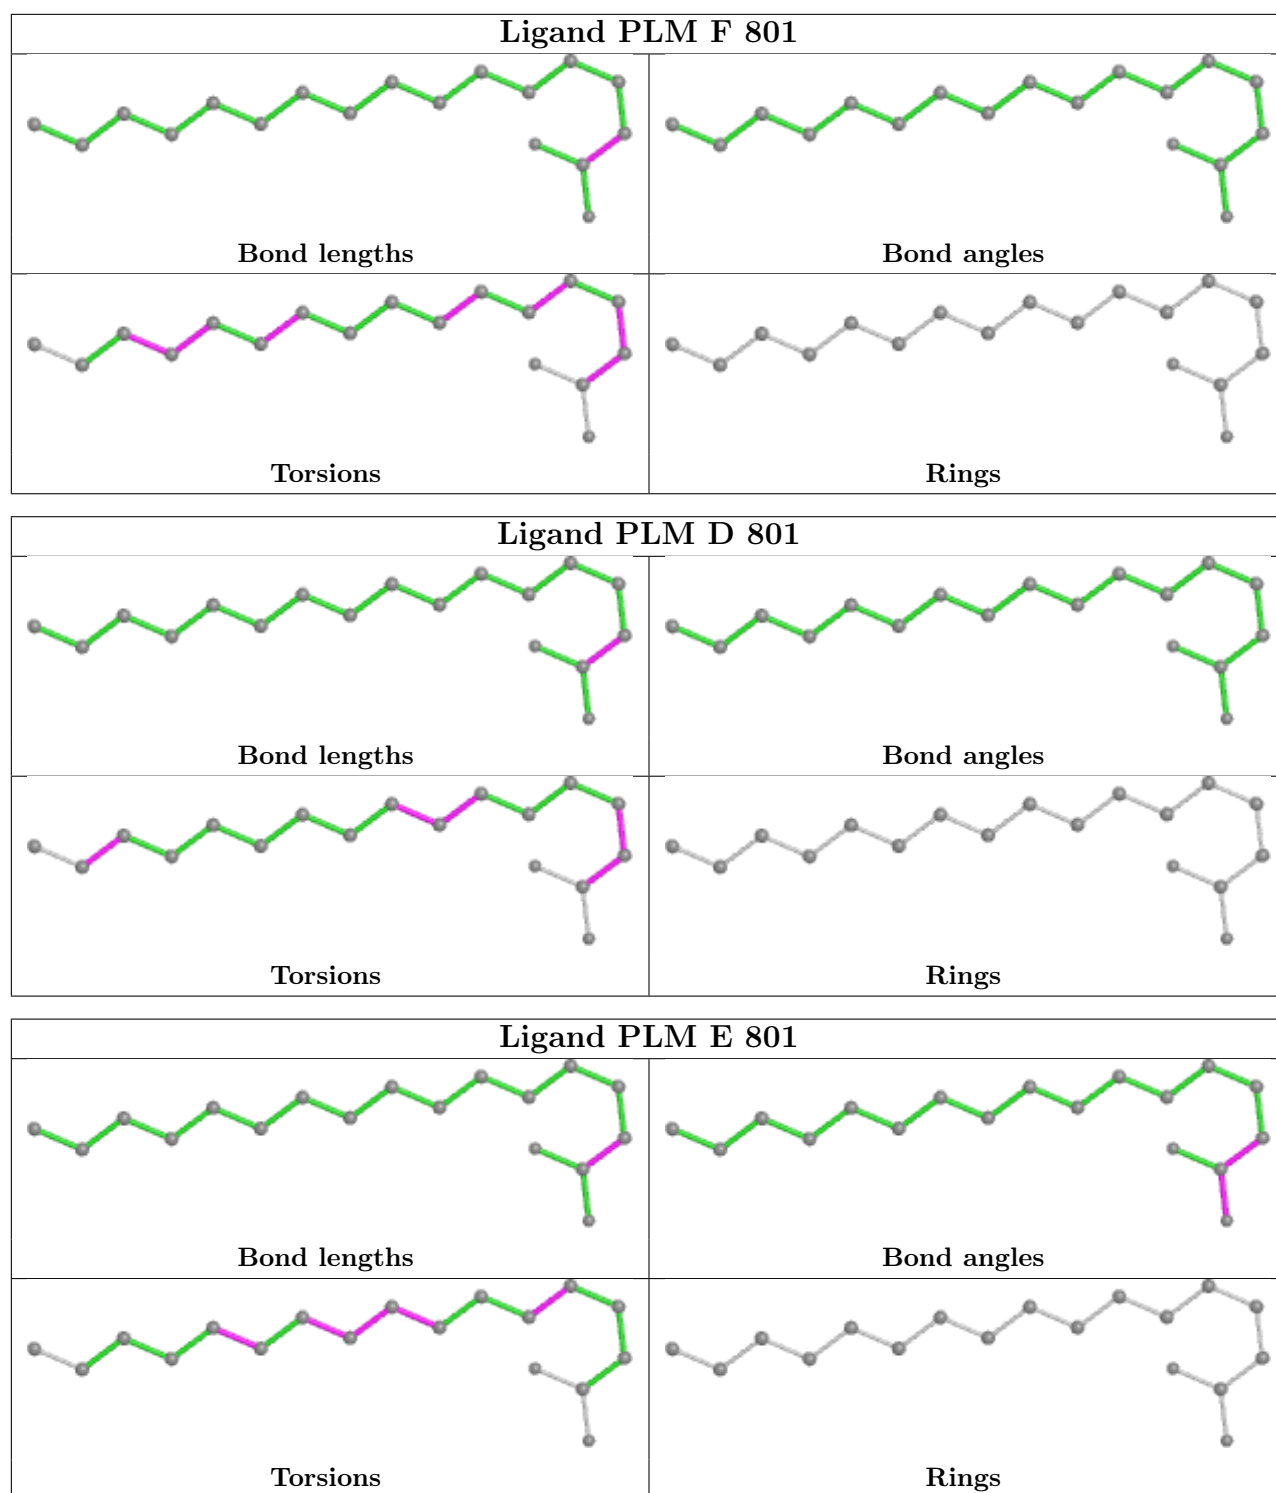 Ligand PLM F 801
Bond lengths
Bond angles
Torsions
Rings
Ligand PLM D 801
Bond lengths
Bond angles
Torsions
Rings
Ligand PLM E 801
Bond lengths
Bond angles
Torsions
Rings